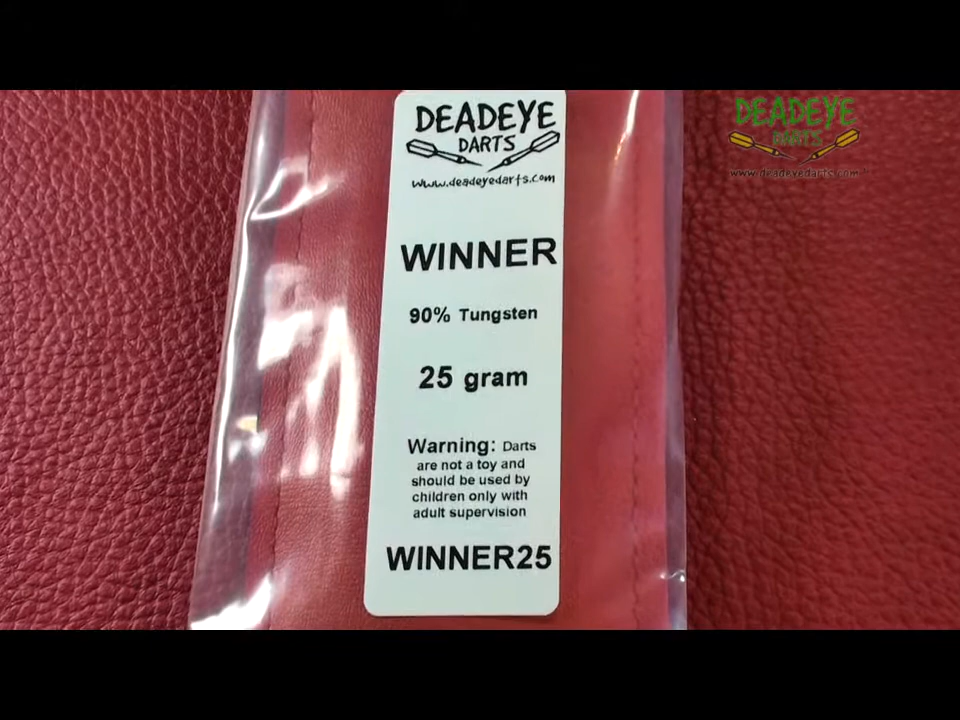 DEADEYE
DARTS
www.deadeyedarts.com
WINNER
90% Tungsten
25 gram
Warning: Darts
are not a toy and
should be used by
children only with
adult supervision
WINNER25
DEADEYE
DARTS
www.deadeyedarts.com